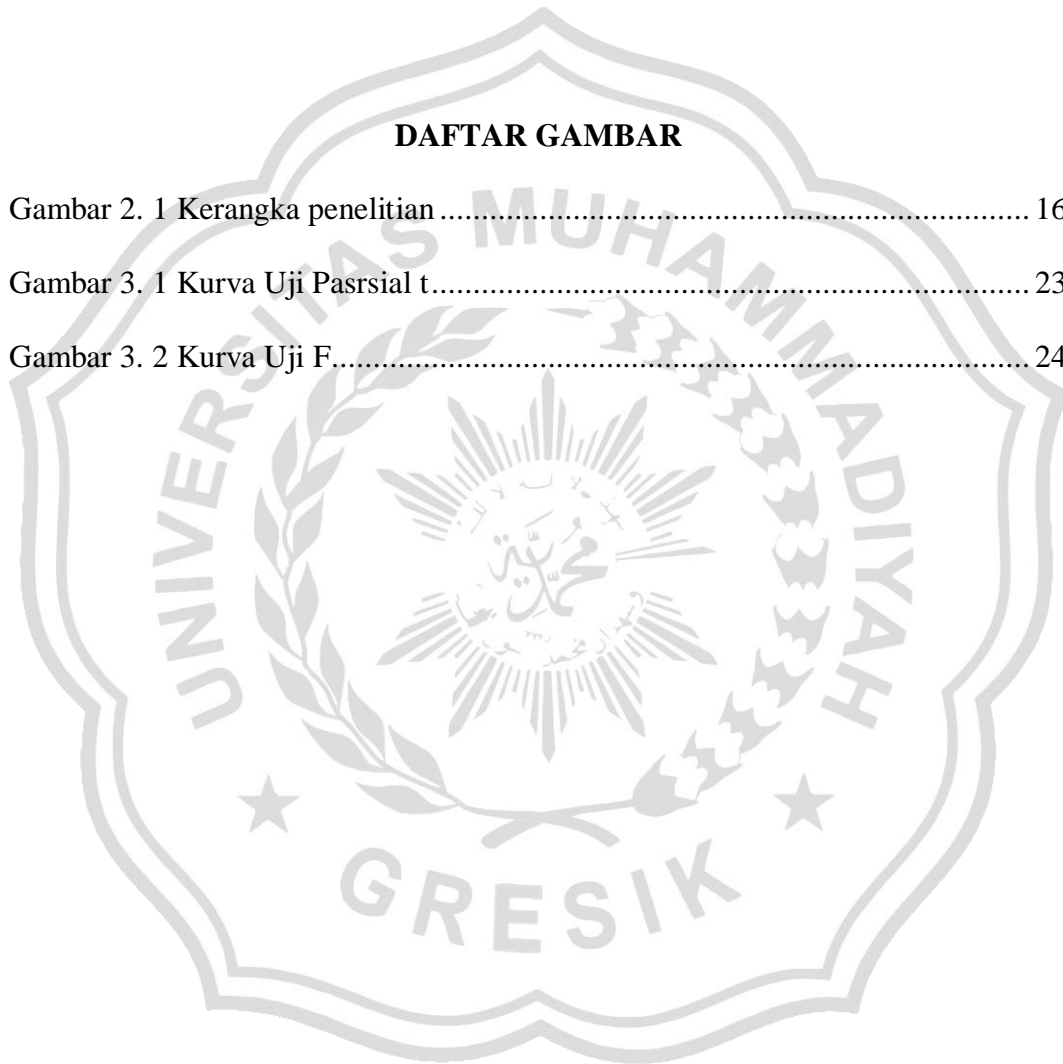 DAFTAR GAMBAR
Gambar 2. 1 Kerangka penelitian ........................................................................... 16
Gambar 3. 1 Kurva Uji Pasrsial t............................................................................ 23
Gambar 3. 2 Kurva Uji F......................................................................................... 24
UNIVERSITAS MUHAMMADIYAH
GRESIK